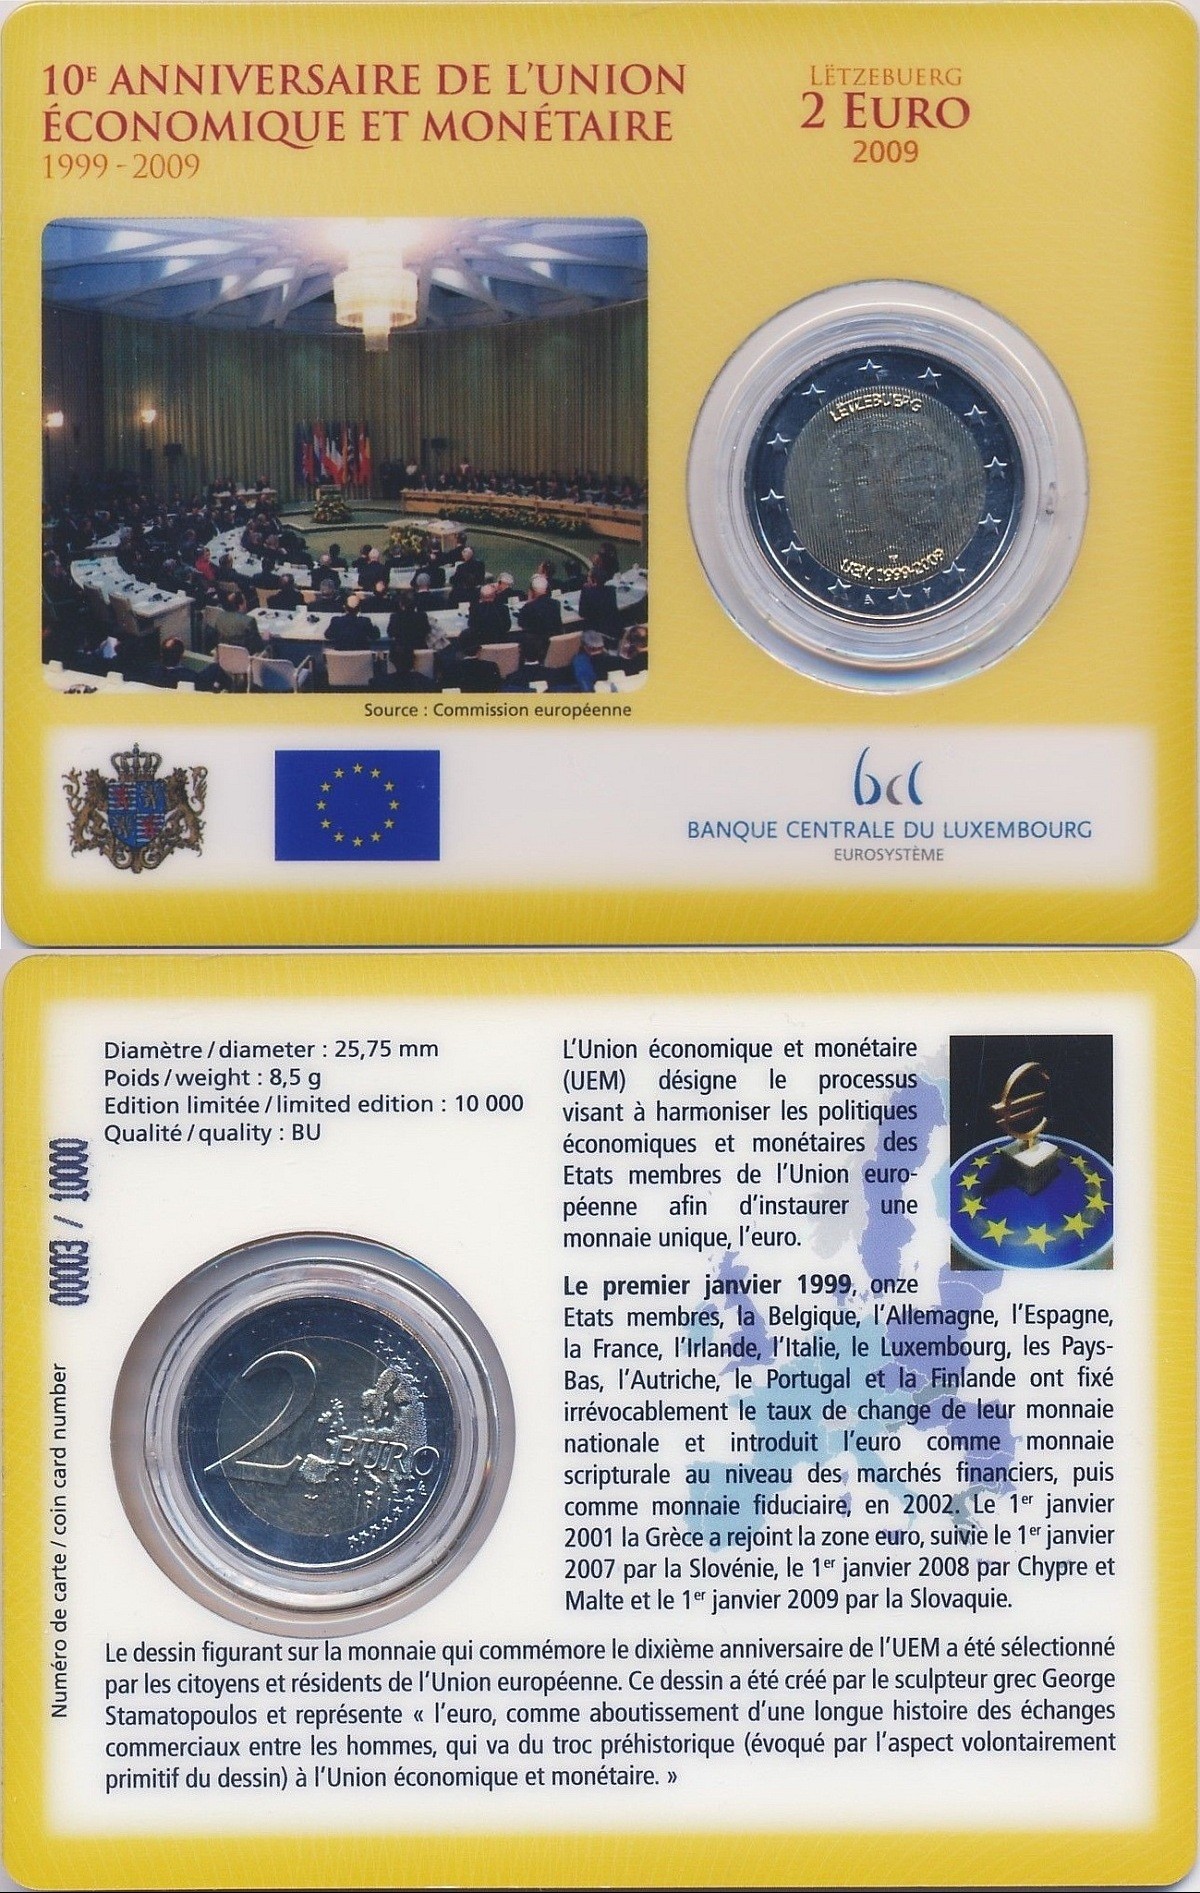 10E ANNIVERSAIRE DE L'UNION
ÉCONOMIQUE ET MONÉTAIRE
1999 - 2009
LËTZEBUERG
2 EURO
2009
LËTZEBUERG
UEM 1999-2009
Source : Commission européenne
bcl
BANQUE CENTRALE DU LUXEMBOURG
EUROSYSTÈME
Diamètre / diameter : 25,75 mm
Poids / weight : 8,5 g
Edition limitée / limited edition : 10 000
Qualité / quality : BU
Numéro de carte / coin card number
0003 / 10000
2 EURO
L'Union économique et monétaire
(UEM) désigne le processus
visant à harmoniser les politiques
économiques et monétaires des
Etats membres de l'Union euro-
péenne afin d'instaurer une
monnaie unique, l'euro.
Le premier janvier 1999, onze
Etats membres, la Belgique, l'Allemagne, l'Espagne,
la France, l'Irlande, l'Italie, le Luxembourg, les Pays-
Bas, l'Autriche, le Portugal et la Finlande ont fixé
irrévocablement le taux de change de leur monnaie
nationale et introduit l'euro comme monnaie
scripturale au niveau des marchés financiers, puis
comme monnaie fiduciaire, en 2002. Le 1er janvier
2001 la Grèce a rejoint la zone euro, suivie le 1er janvier
2007 par la Slovénie, le 1er janvier 2008 par Chypre et
Malte et le 1er janvier 2009 par la Slovaquie.
Le dessin figurant sur la monnaie qui commémore le dixième anniversaire de l'UEM a été sélectionné
par les citoyens et résidents de l'Union européenne. Ce dessin a été créé par le sculpteur grec George
Stamatopoulos et représente « l'euro, comme aboutissement d'une longue histoire des échanges
commerciaux entre les hommes, qui va du troc préhistorique (évoqué par l'aspect volontairement
primitif du dessin) à l'Union économique et monétaire. »